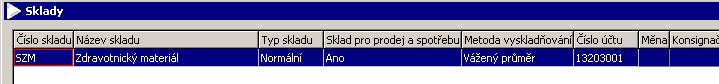 Sklady
Číslo skladu Název skladu Typ skladu Sklad pro prodej a spotřebu Metoda vyskladňování Číslo účtu Měna Konsignač
SZM Zdravotnický materiál Normální Ano Vážený průměr 13203001